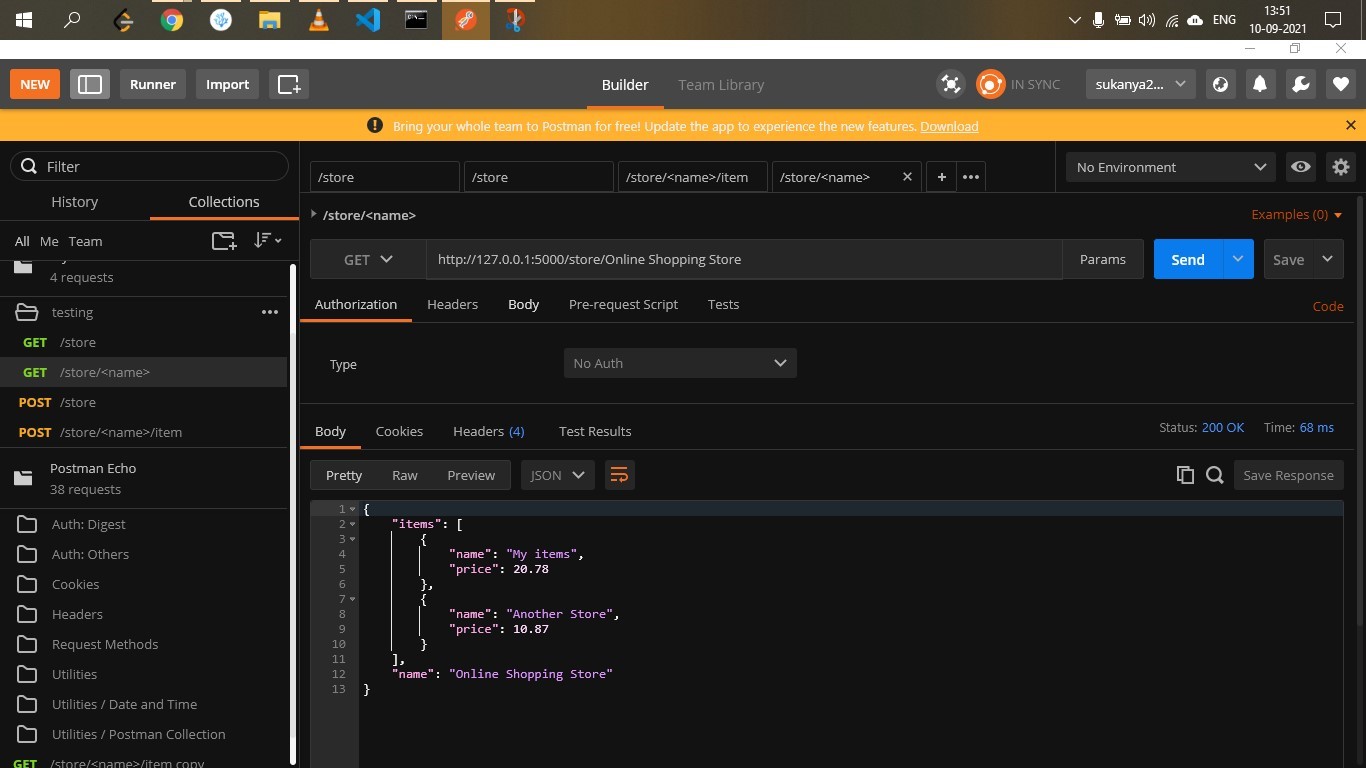 ENG
13:51
10-09-2021
NEW
Runner
Import
Builder
Team Library
IN SYNC
sukanya2...
Bring your whole team to Postman for free! Update the app to experience the new features. Download
Filter
/store
/store
/store/<name>/item
/store/<name>
No Environment
History
Collections
/store/<name>
Examples (0)
All Me Team
4 requests
GET
http://127.0.0.1:5000/store/Online Shopping Store
Params
Send
Save
testing
Authorization
Headers
Body
Pre-request Script
Tests
Code
GET /store
GET /store/<name>
POST /store
POST /store/<name>/item
Type
No Auth
Body
Cookies
Headers (4)
Test Results
Status: 200 OK
Time: 68 ms
Postman Echo
38 requests
Pretty
Raw
Preview
JSON
Save Response
Auth: Digest
Auth: Others
Cookies
Headers
Request Methods
Utilities
Utilities / Date and Time
Utilities / Postman Collection
GET /store/<name>/item copy
1 {
2 "items": [
3 {
4 "name": "My items",
5 "price": 20.78
6 },
7 {
8 "name": "Another Store",
9 "price": 10.87
10 }
11 ],
12 "name": "Online Shopping Store"
13 }